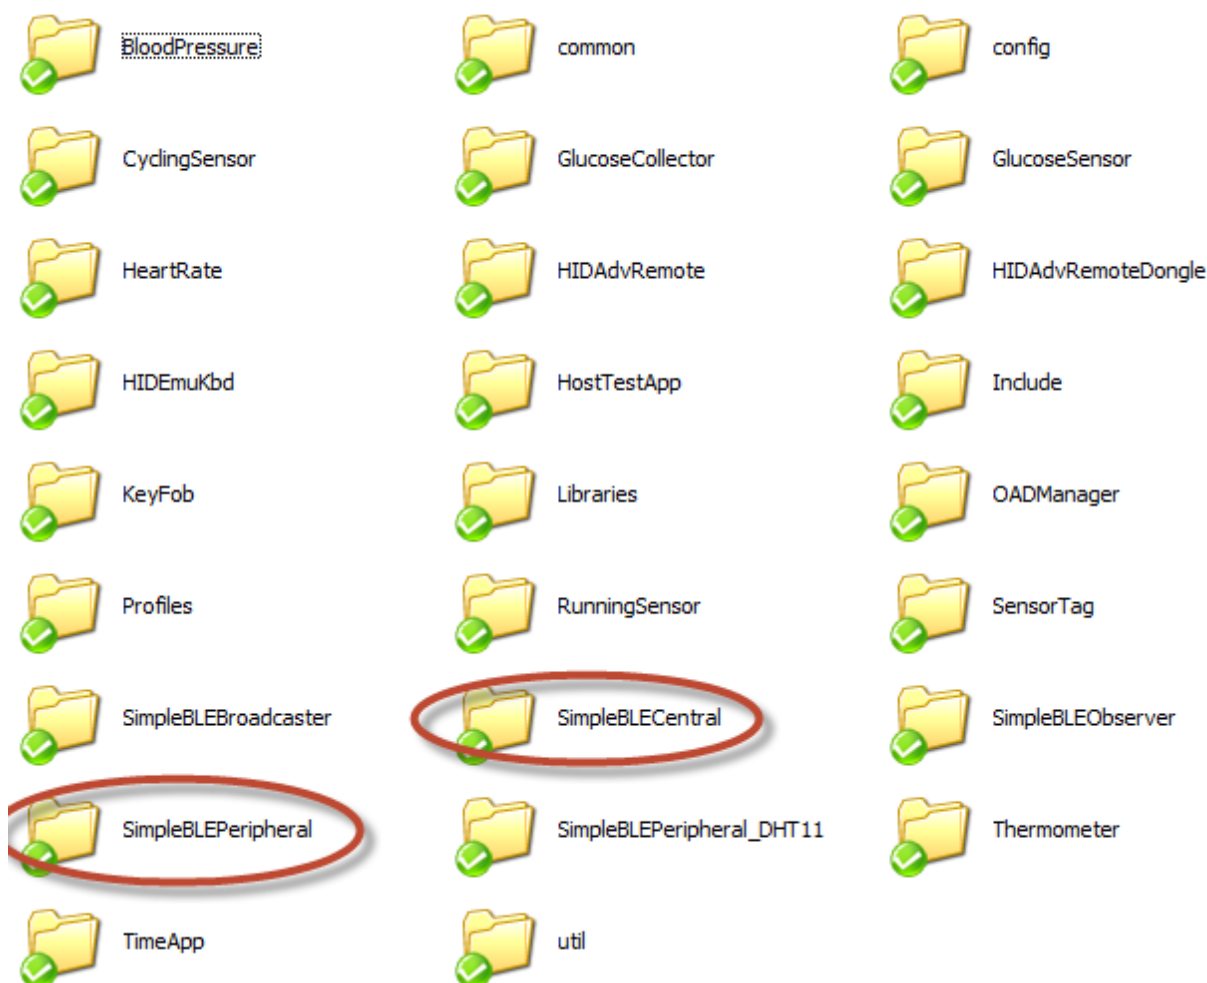 BloodPressure
common
config
CyclingSensor
GlucoseCollector
GlucoseSensor
HeartRate
HIDAdvRemote
HIDAdvRemoteDongle
HIDEmuKbd
HostTestApp
Include
KeyFob
Libraries
OADManager
Profiles
RunningSensor
SensorTag
SimpleBLEBroadcaster
SimpleBLECentral
SimpleBLEObserver
SimpleBLEPeripheral
SimpleBLEPeripheral_DHT11
Thermometer
TimeApp
util